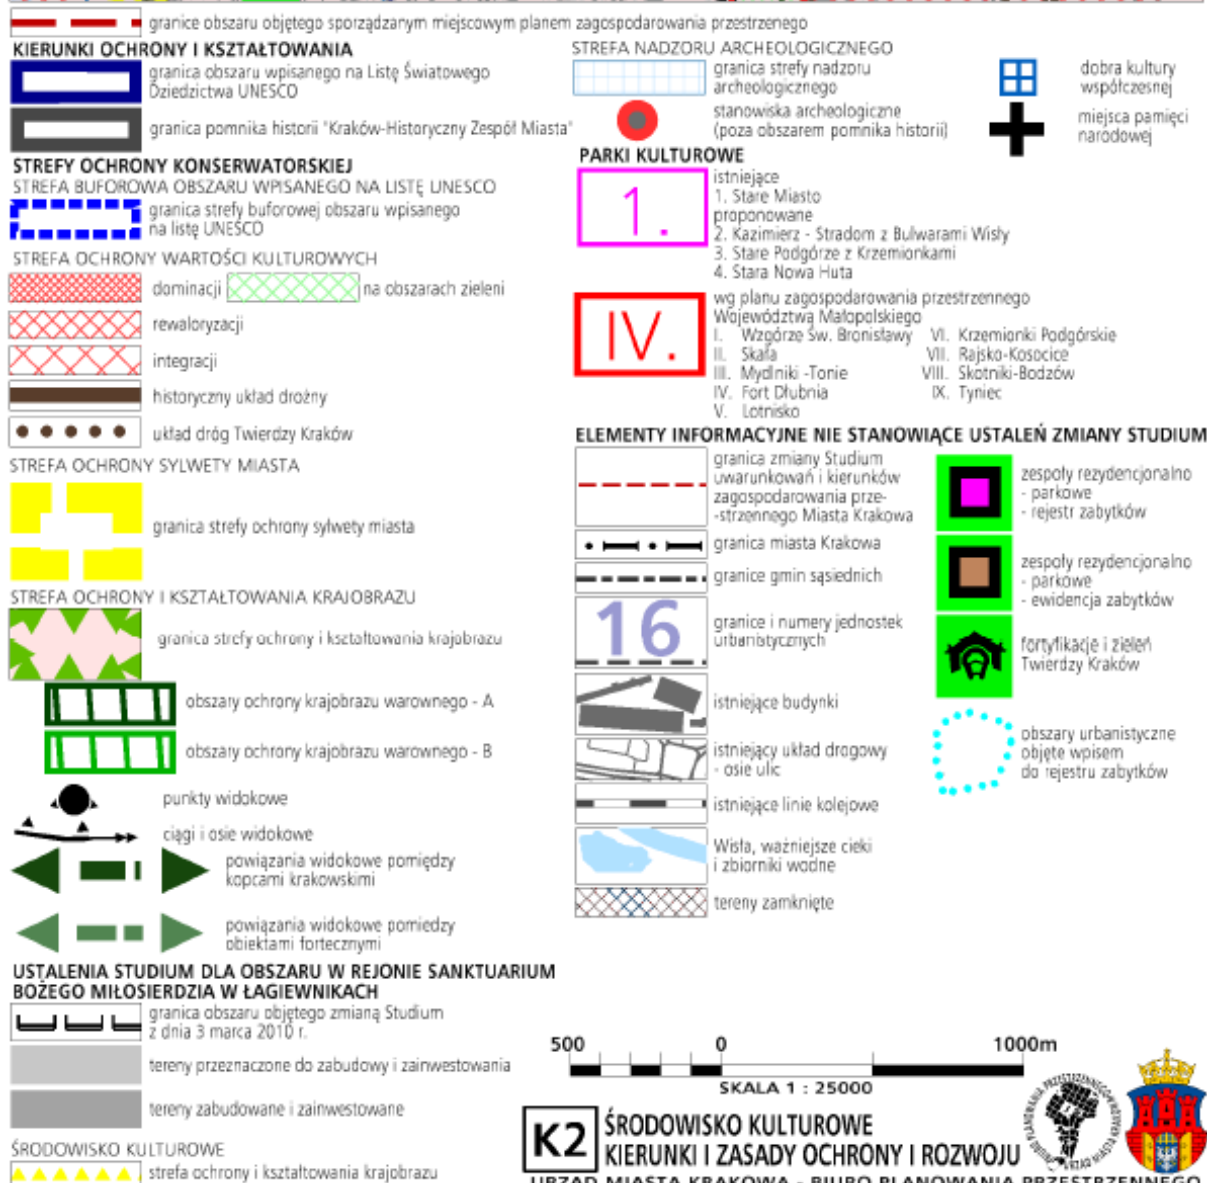 granice obszaru objętego sporządzanym miejscowym planem zagospodarowania przestrzennego
KIERUNKI OCHRONY I KSZTAŁTOWANIA
granica obszaru wpisanego na Listę Światowego
Dziedzictwa UNESCO
granica pomnika historii "Kraków-Historyczny Zespół Miasta"
STREFY OCHRONY KONSERWATORSKIEJ
STREFA BUFOROWA OBSZARU WPISANEGO NA LISTĘ UNESCO
granica strefy buforowej obszaru wpisanego
na listę UNESCO
STREFA OCHRONY WARTOŚCI KULTUROWYCH
dominacji
na obszarach zieleni
rewaloryzacji
integracji
historyczny układ drożny
układ dróg Twierdzy Kraków
STREFA OCHRONY SYLWETY MIASTA
granica strefy ochrony sylwety miasta
STREFA OCHRONY I KSZTAŁTOWANIA KRAJOBRAZU
granica strefy ochrony i kształtowania krajobrazu
obszary ochrony krajobrazu warownego - A
obszary ochrony krajobrazu warownego - B
punkty widokowe
ciągi i osie widokowe
powiązania widokowe pomiędzy
kopcami krakowskimi
powiązania widokowe pomiedzy
obiektami fortecznymi
USTALENIA STUDIUM DLA OBSZARU W REJONIE SANKTUARIUM
BOŻEGO MIŁOSIERDZIA W ŁAGIEWNIKACH
granica obszaru objętego zmianą Studium
z dnia 3 marca 2010 r.
tereny przeznaczone do zabudowy i zainwestowania
tereny zabudowane i zainwestowane
ŚRODOWISKO KULTUROWE
strefa ochrony i kształtowania krajobrazu
STREFA NADZORU ARCHEOLOGICZNEGO
granica strefy nadzoru
archeologicznego
stanowiska archeologiczne
(poza obszarem pomnika historii)
dobra kultury
współczesnej
miejsca pamięci
narodowej
PARKI KULTUROWE
1.
istniejące
1. Stare Miasto
proponowane
2. Kazimierz - Stradom z Bulwarami Wisły
3. Stare Podgórze z Krzemionkami
4. Stara Nowa Huta
IV.
wg planu zagospodarowania przestrzennego
Województwa Małopolskiego
I. Wzgórze Św. Bronisławy
II. Skała
III. Mydlniki -Tonie
IV. Fort Dłubnia
V. Lotnisko
VI. Krzemionki Podgórskie
VII. Rajsko-Kosocice
VIII. Skotniki-Bodzów
IX. Tyniec
ELEMENTY INFORMACYJNE NIE STANOWIĄCE USTALEŃ ZMIANY STUDIUM
granica zmiany Studium
uwarunkowań i kierunków
zagospodarowania prze-
-strzennego Miasta Krakowa
granica miasta Krakowa
granice gmin sąsiednich
16
granice i numery jednostek
urbanistycznych
istniejące budynki
istniejący układ drogowy
- osie ulic
istniejące linie kolejowe
Wisła, ważniejsze cieki
i zbiorniki wodne
tereny zamknięte
zespoły rezydencjonalno
- parkowe
- rejestr zabytków
zespoły rezydencjonalno
- parkowe
- ewidencja zabytków
fortyfikacje i zieleń
Twierdzy Kraków
obszary urbanistyczne
objęte wpisem
do rejestru zabytków
500 0 1000m
SKALA 1 : 25000
K2
ŚRODOWISKO KULTUROWE
KIERUNKI I ZASADY OCHRONY I ROZWOJU
URZĄD MIASTA KRAKOWA - BIURO PLANOWANIA PRZESTRZENNEGO